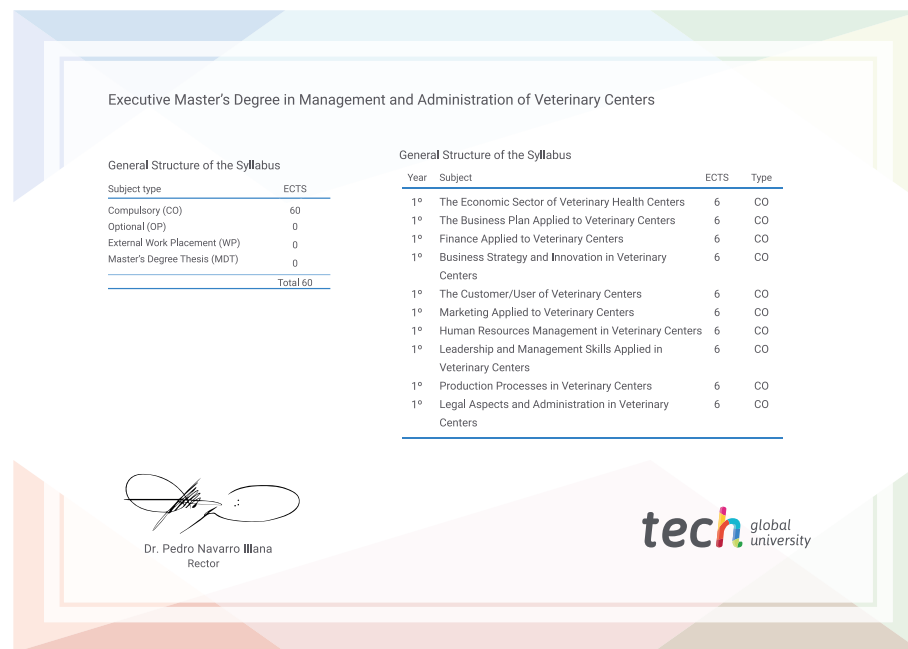 Executive Master's Degree in Management and Administration of Veterinary Centers
General Structure of the Syllabus
Subject type ECTS
Compulsory (CO) 60
Optional (OP) 0
External Work Placement (WP) 0
Master's Degree Thesis (MDT) 0
Total 60
General Structure of the Syllabus
Year Subject ECTS Type
1º The Economic Sector of Veterinary Health Centers 6 CO
1º The Business Plan Applied to Veterinary Centers 6 CO
1º Finance Applied to Veterinary Centers 6 CO
1º Business Strategy and Innovation in Veterinary 6 CO
Centers
1º The Customer/User of Veterinary Centers 6 CO
1º Marketing Applied to Veterinary Centers 6 CO
1º Human Resources Management in Veterinary Centers 6 CO
1º Leadership and Management Skills Applied in 6 CO
Veterinary Centers
1º Production Processes in Veterinary Centers 6 CO
1º Legal Aspects and Administration in Veterinary 6 CO
Centers
Dr. Pedro Navarro Illana
Rector
tech global
university